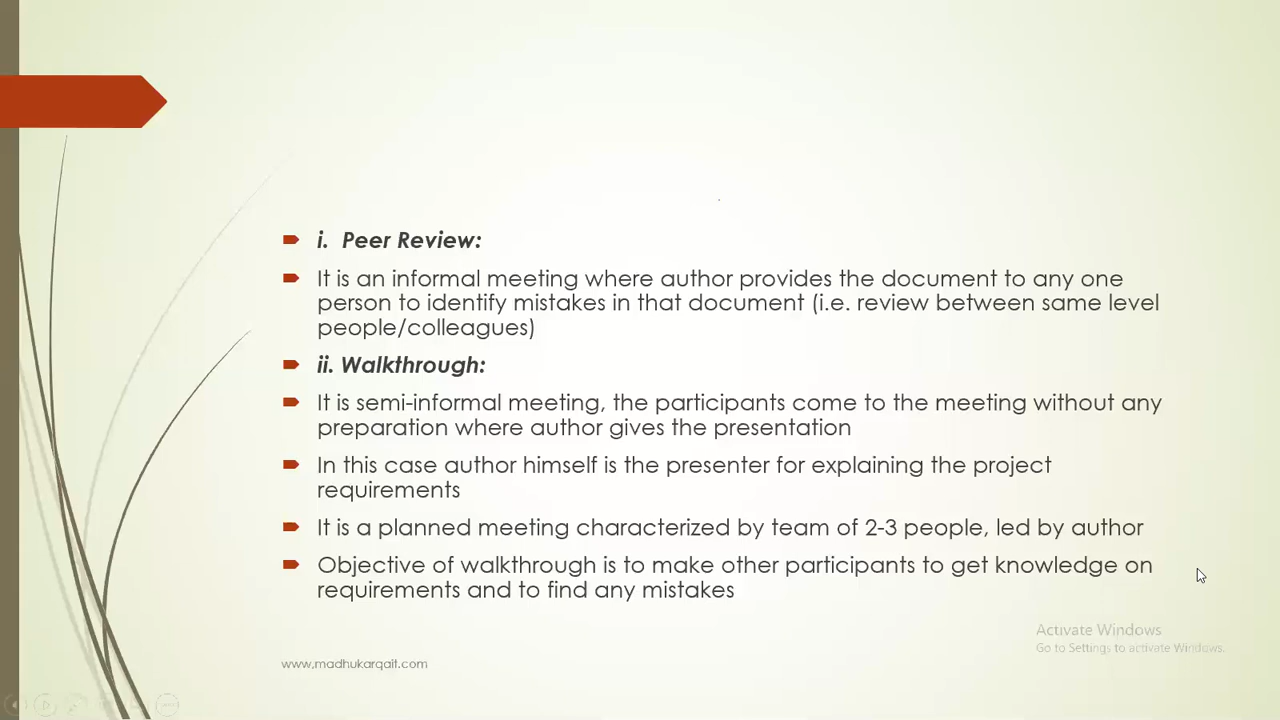 i. Peer Review:
It is an informal meeting where author provides the document to any one
person to identify mistakes in that document (i.e. review between same level
people/colleagues)
ii. Walkthrough:
It is semi-informal meeting, the participants come to the meeting without any
preparation where author gives the presentation
In this case author himself is the presenter for explaining the project
requirements
It is a planned meeting characterized by team of 2-3 people, led by author
Objective of walkthrough is to make other participants to get knowledge on
requirements and to find any mistakes
Activate Windows
Go to Settings to activate Windows.
www.madhukarqait.com